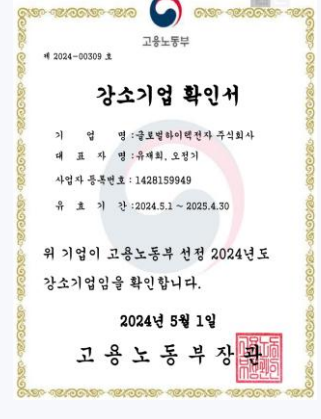 고용노동부
제 2024-00309 호
강소기업 확인서
기 업 명 :글로벌하이텍전자 주식회사
대 표 자 명 :유재희, 오정기
사업자 등록번호 : 1428159949
유 효 기 간 :2024.5.1 ~ 2025.4.30
위 기업이 고용노동부 선정 2024년도
강소기업임을 확인합니다.
2024년 5월 1일
고용노동부장관